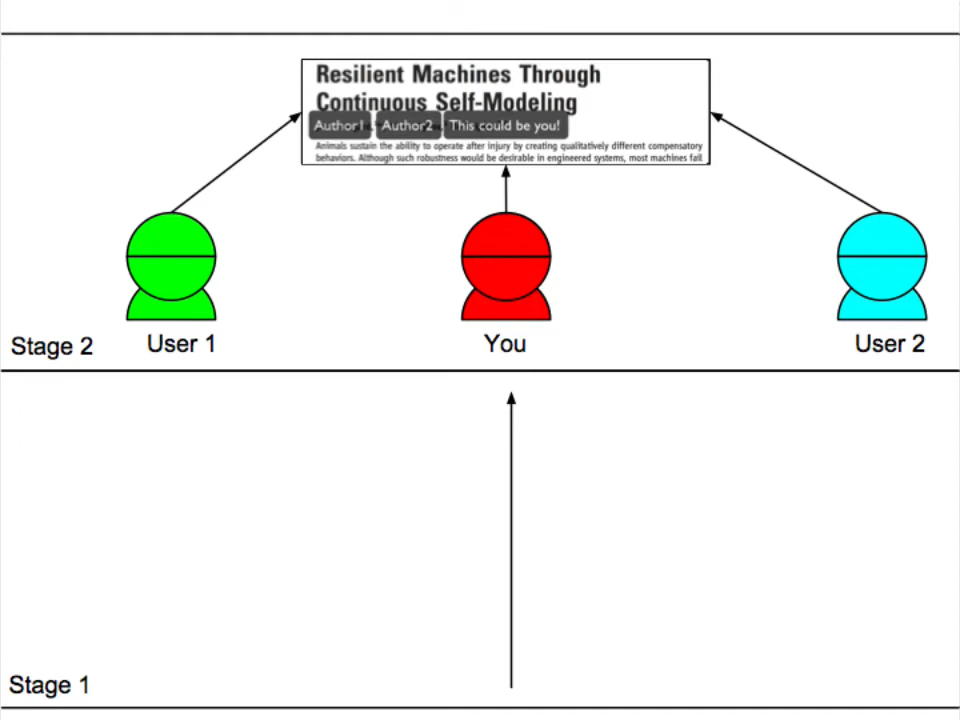 Resilient Machines Through
Continuous Self-Modeling
Author1 Author2 This could be you!
Animals sustain the ability to operate after injury by creating qualitatively different compensatory
behaviors. Although such robustness would be desirable in engineered systems, most machines fail
Stage 2
User 1
You
User 2
Stage 1